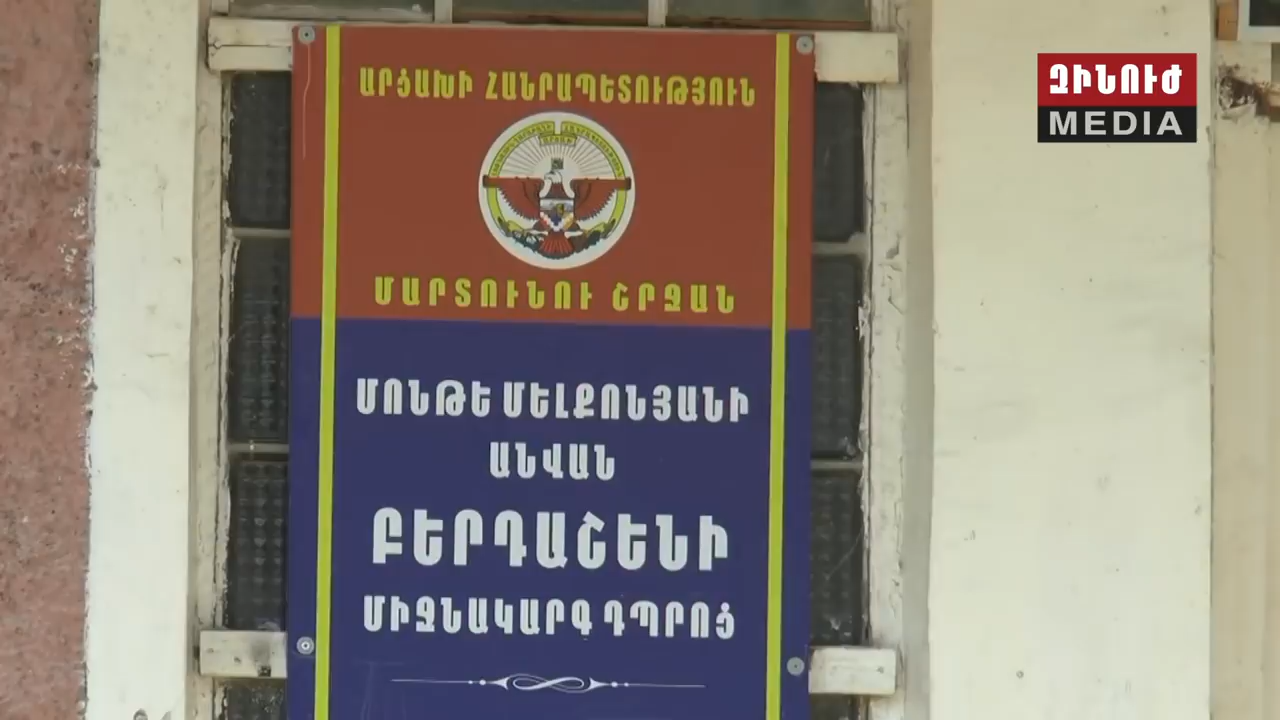 ԱՐՑԱԽԻ ՀԱՆՐԱՊԵՏՈՒԹՅՈՒՆ
ՄԱՐՏՈՒՆՈՒ ՇՐՋԱՆ
ՄՈՆԹԵ ՄԵԼՔՈՆՅԱՆԻ
ԱՆՎԱՆ
ԲԵՐԴԱՇԵՆԻ
ՄԻՋՆԱԿԱՐԳ ԴՊՐՈՑ
ԶԻՆՈՒԺ
MEDIA